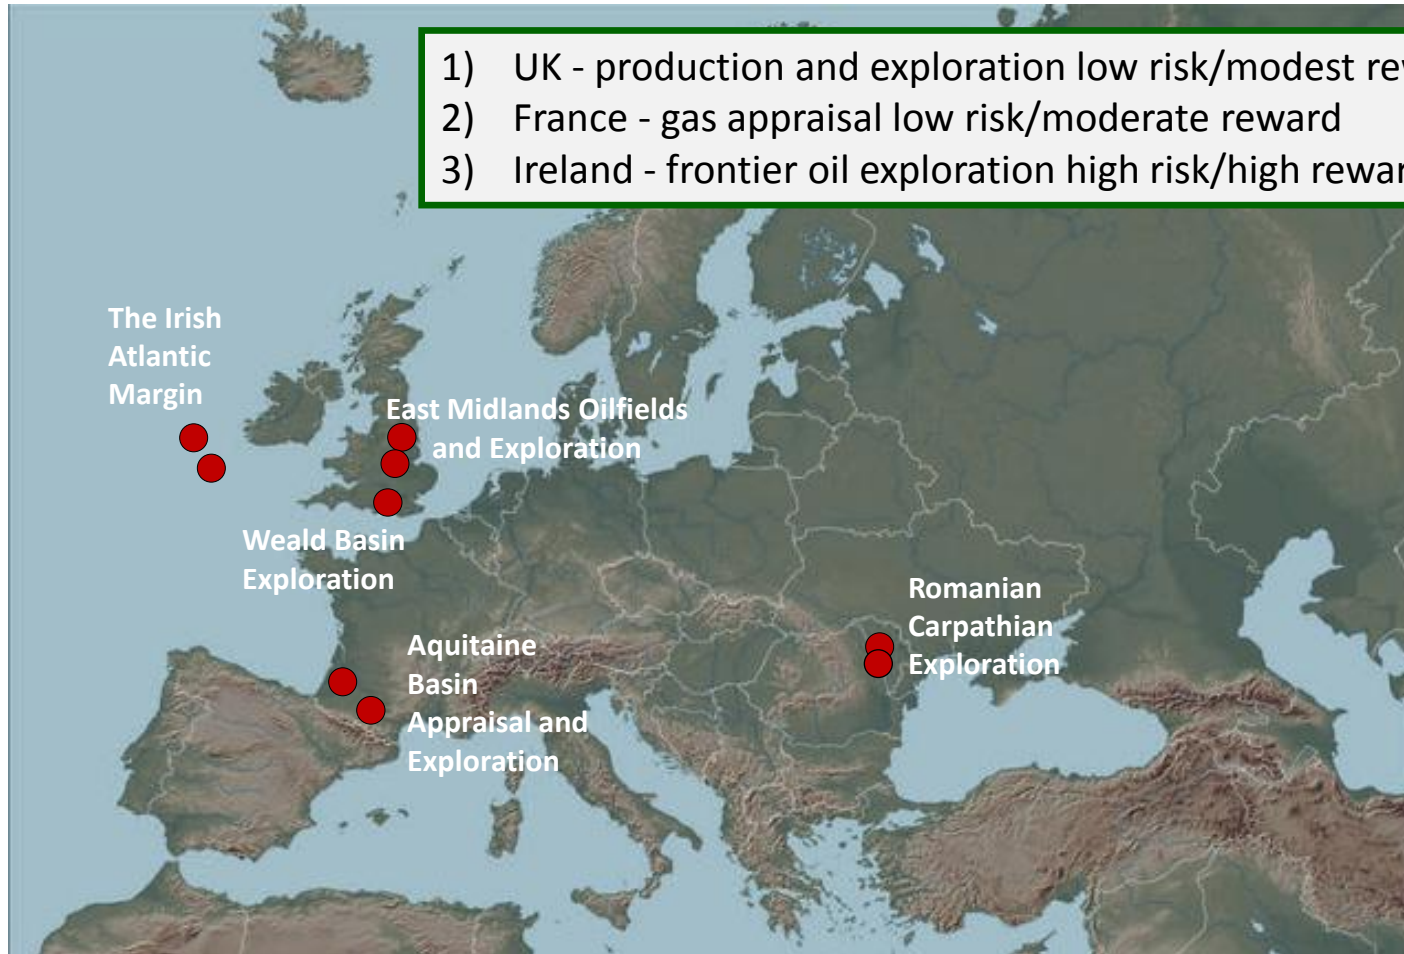 1) UK - production and exploration low risk/modest
2) France - gas appraisal low risk/moderate reward
3) Ireland - frontier oil exploration high risk/high
The Irish
Atlantic
Margin
East Midlands Oilfields
and Exploration
Weald Basin
Exploration
Aquitaine
Basin
Appraisal and
Exploration
Romanian
Carpathian
Exploration